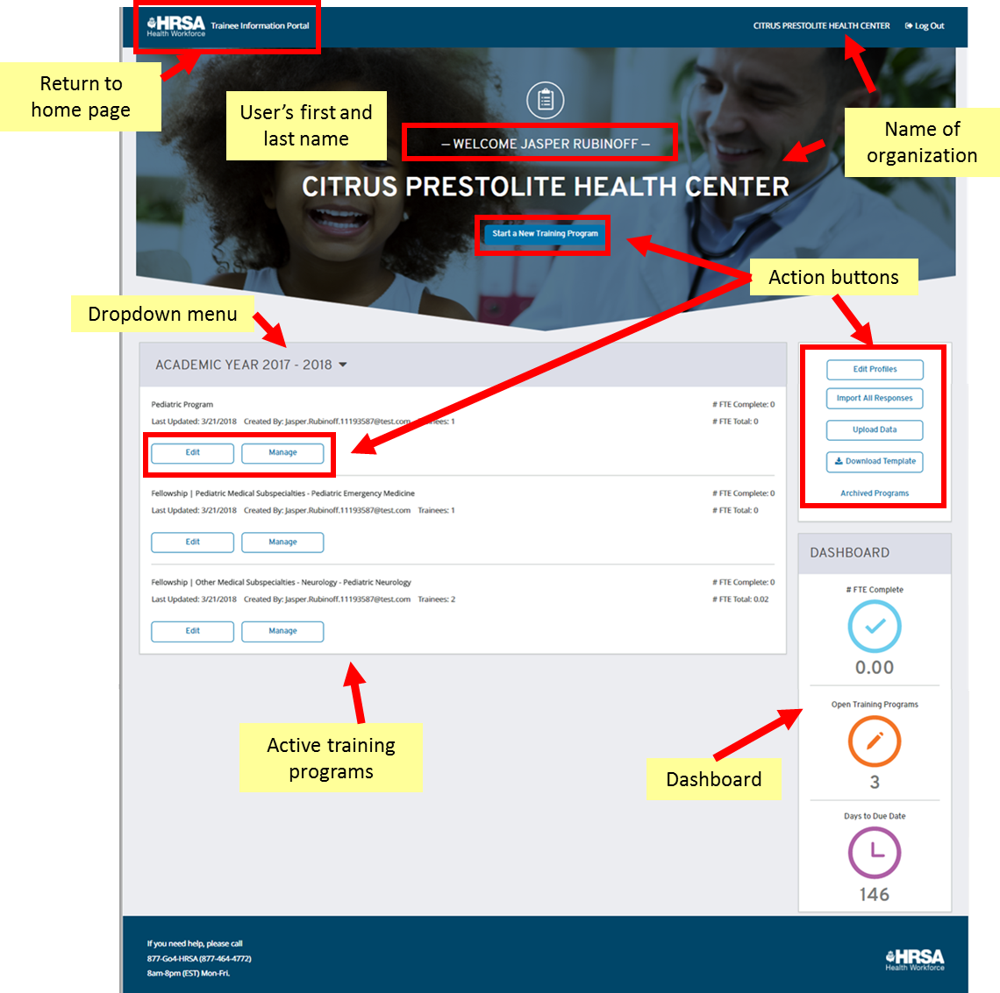 HRSA Trainee Information Portal
Health Workforce
CITRUS PRESTOLITE HEALTH CENTER Log Out
Return to
home page
User’s first and
last name
– WELCOME JASPER RUBINOFF –
Name of
organization
CITRUS PRESTOLITE HEALTH CENTER
Start a New Training Program
Action buttons
Dropdown menu
ACADEMIC YEAR 2017 - 2018
Pediatric Program # FTE Complete: 0
Last Updated: 3/21/2018 Created By: Jasper.Rubinoff.11193587@test.com Trainees: 1 # FTE Total: 0
Edit Manage
Fellowship | Pediatric Medical Subspecialties - Pediatric Emergency Medicine # FTE Complete: 0
Last Updated: 3/21/2018 Created By: Jasper.Rubinoff.11193587@test.com Trainees: 1 # FTE Total: 0
Edit Manage
Fellowship | Other Medical Subspecialties - Neurology - Pediatric Neurology # FTE Complete: 0
Last Updated: 3/21/2018 Created By: Jasper.Rubinoff.11193587@test.com Trainees: 2 # FTE Total: 0.02
Edit Manage
Edit Profiles
Import All Responses
Upload Data
Download Template
Archived Programs
DASHBOARD
# FTE Complete
0.00
Open Training Programs
3
Days to Due Date
146
Active training
programs
Dashboard
If you need help, please call
877-Go4-HRSA (877-464-4772)
8am-8pm (EST) Mon-Fri.
HRSA
Health Workforce